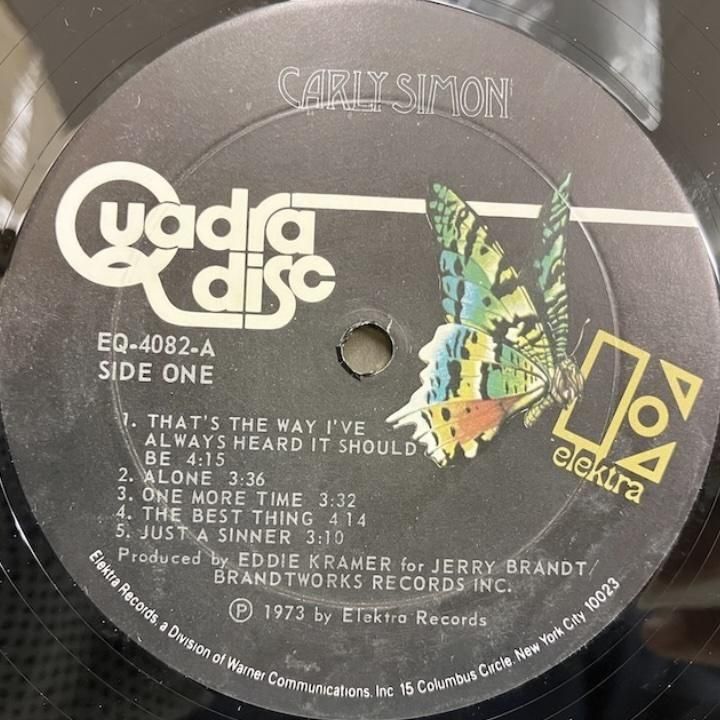 CARLY SIMON
Quadra
disc
EQ-4082-A
SIDE ONE
elektra
1. THAT'S THE WAY I'VE
ALWAYS HEARD IT SHOULD
BE 4:15
2. ALONE 3:36
3. ONE MORE TIME 3:32
4. THE BEST THING 4 14
5. JUST A SINNER 3:10
Produced by EDDIE KRAMER for JERRY BRANDT/
BRANDTWORKS RECORDS INC.
℗ 1973 by Elektra Records
Elektra Records, a Division of Warner Communications, Inc 15 Columbus Circle, New York City 10023